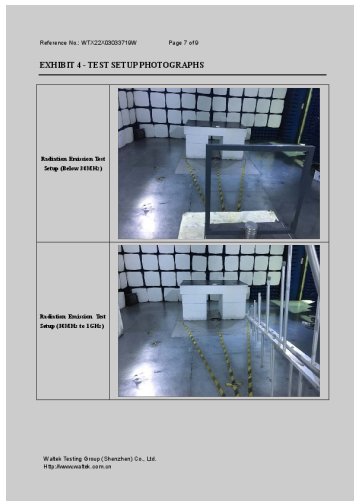 Reference No.: WTX22X03033719W Page 7 of 9
EXHIBIT 4 - TEST SETUP PHOTOGRAPHS
Radiation Emission Test
Setup (Below 30MHz)
Radiation Emission Test
Setup (30MHz to 1GHz)
Waltek Testing Group (Shenzhen) Co., Ltd.
Http://www.waltek.com.cn